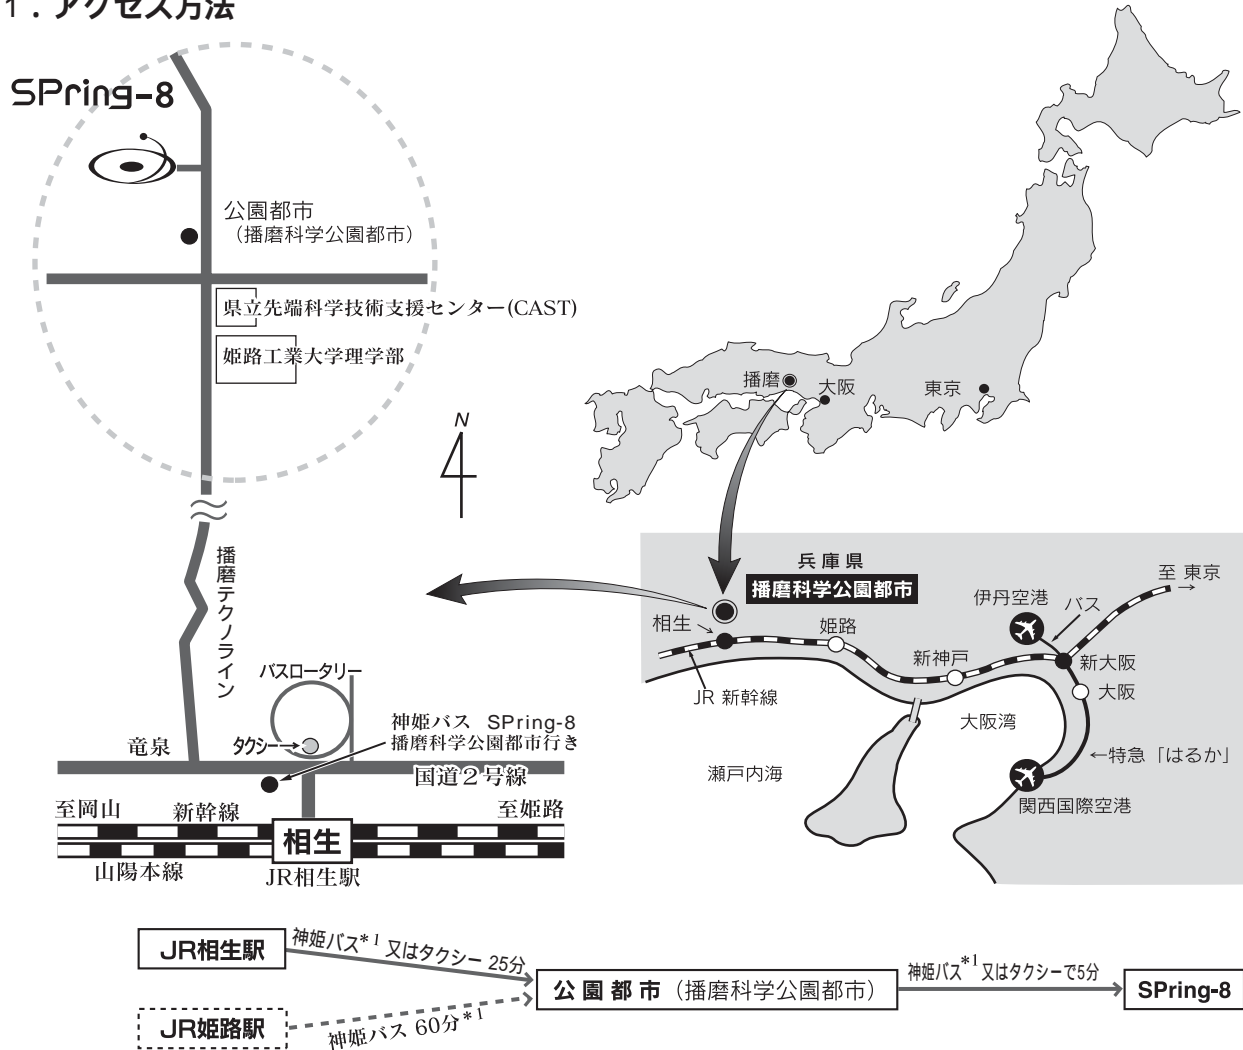 1．アクセス方法
SPring-8
公園都市
（播磨科学公園都市）
県立先端科学技術支援センター(CAST)
姫路工業大学理学部
N
播磨テクノライン
バスロータリー
タクシー→
神姫バス SPring-8
播磨科学公園都市行き
竜泉
国道２号線
至岡山
新幹線
至姫路
相生
山陽本線
JR相生駅
播磨
大阪
東京
兵庫県
播磨科学公園都市
至 東京
→
伊丹空港
バス
相生
姫路
新神戸
新大阪
大阪
JR 新幹線
大阪湾
←特急「はるか」
瀬戸内海
関西国際空港
JR相生駅
神姫バス*1 又はタクシー 25分
公園都市（播磨科学公園都市）
神姫バス*1 又はタクシーで5分
SPring-8
JR姫路駅
神姫バス 60分*1